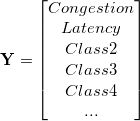 Congestion
Latency
Y = Class2
Class3
Class4
...